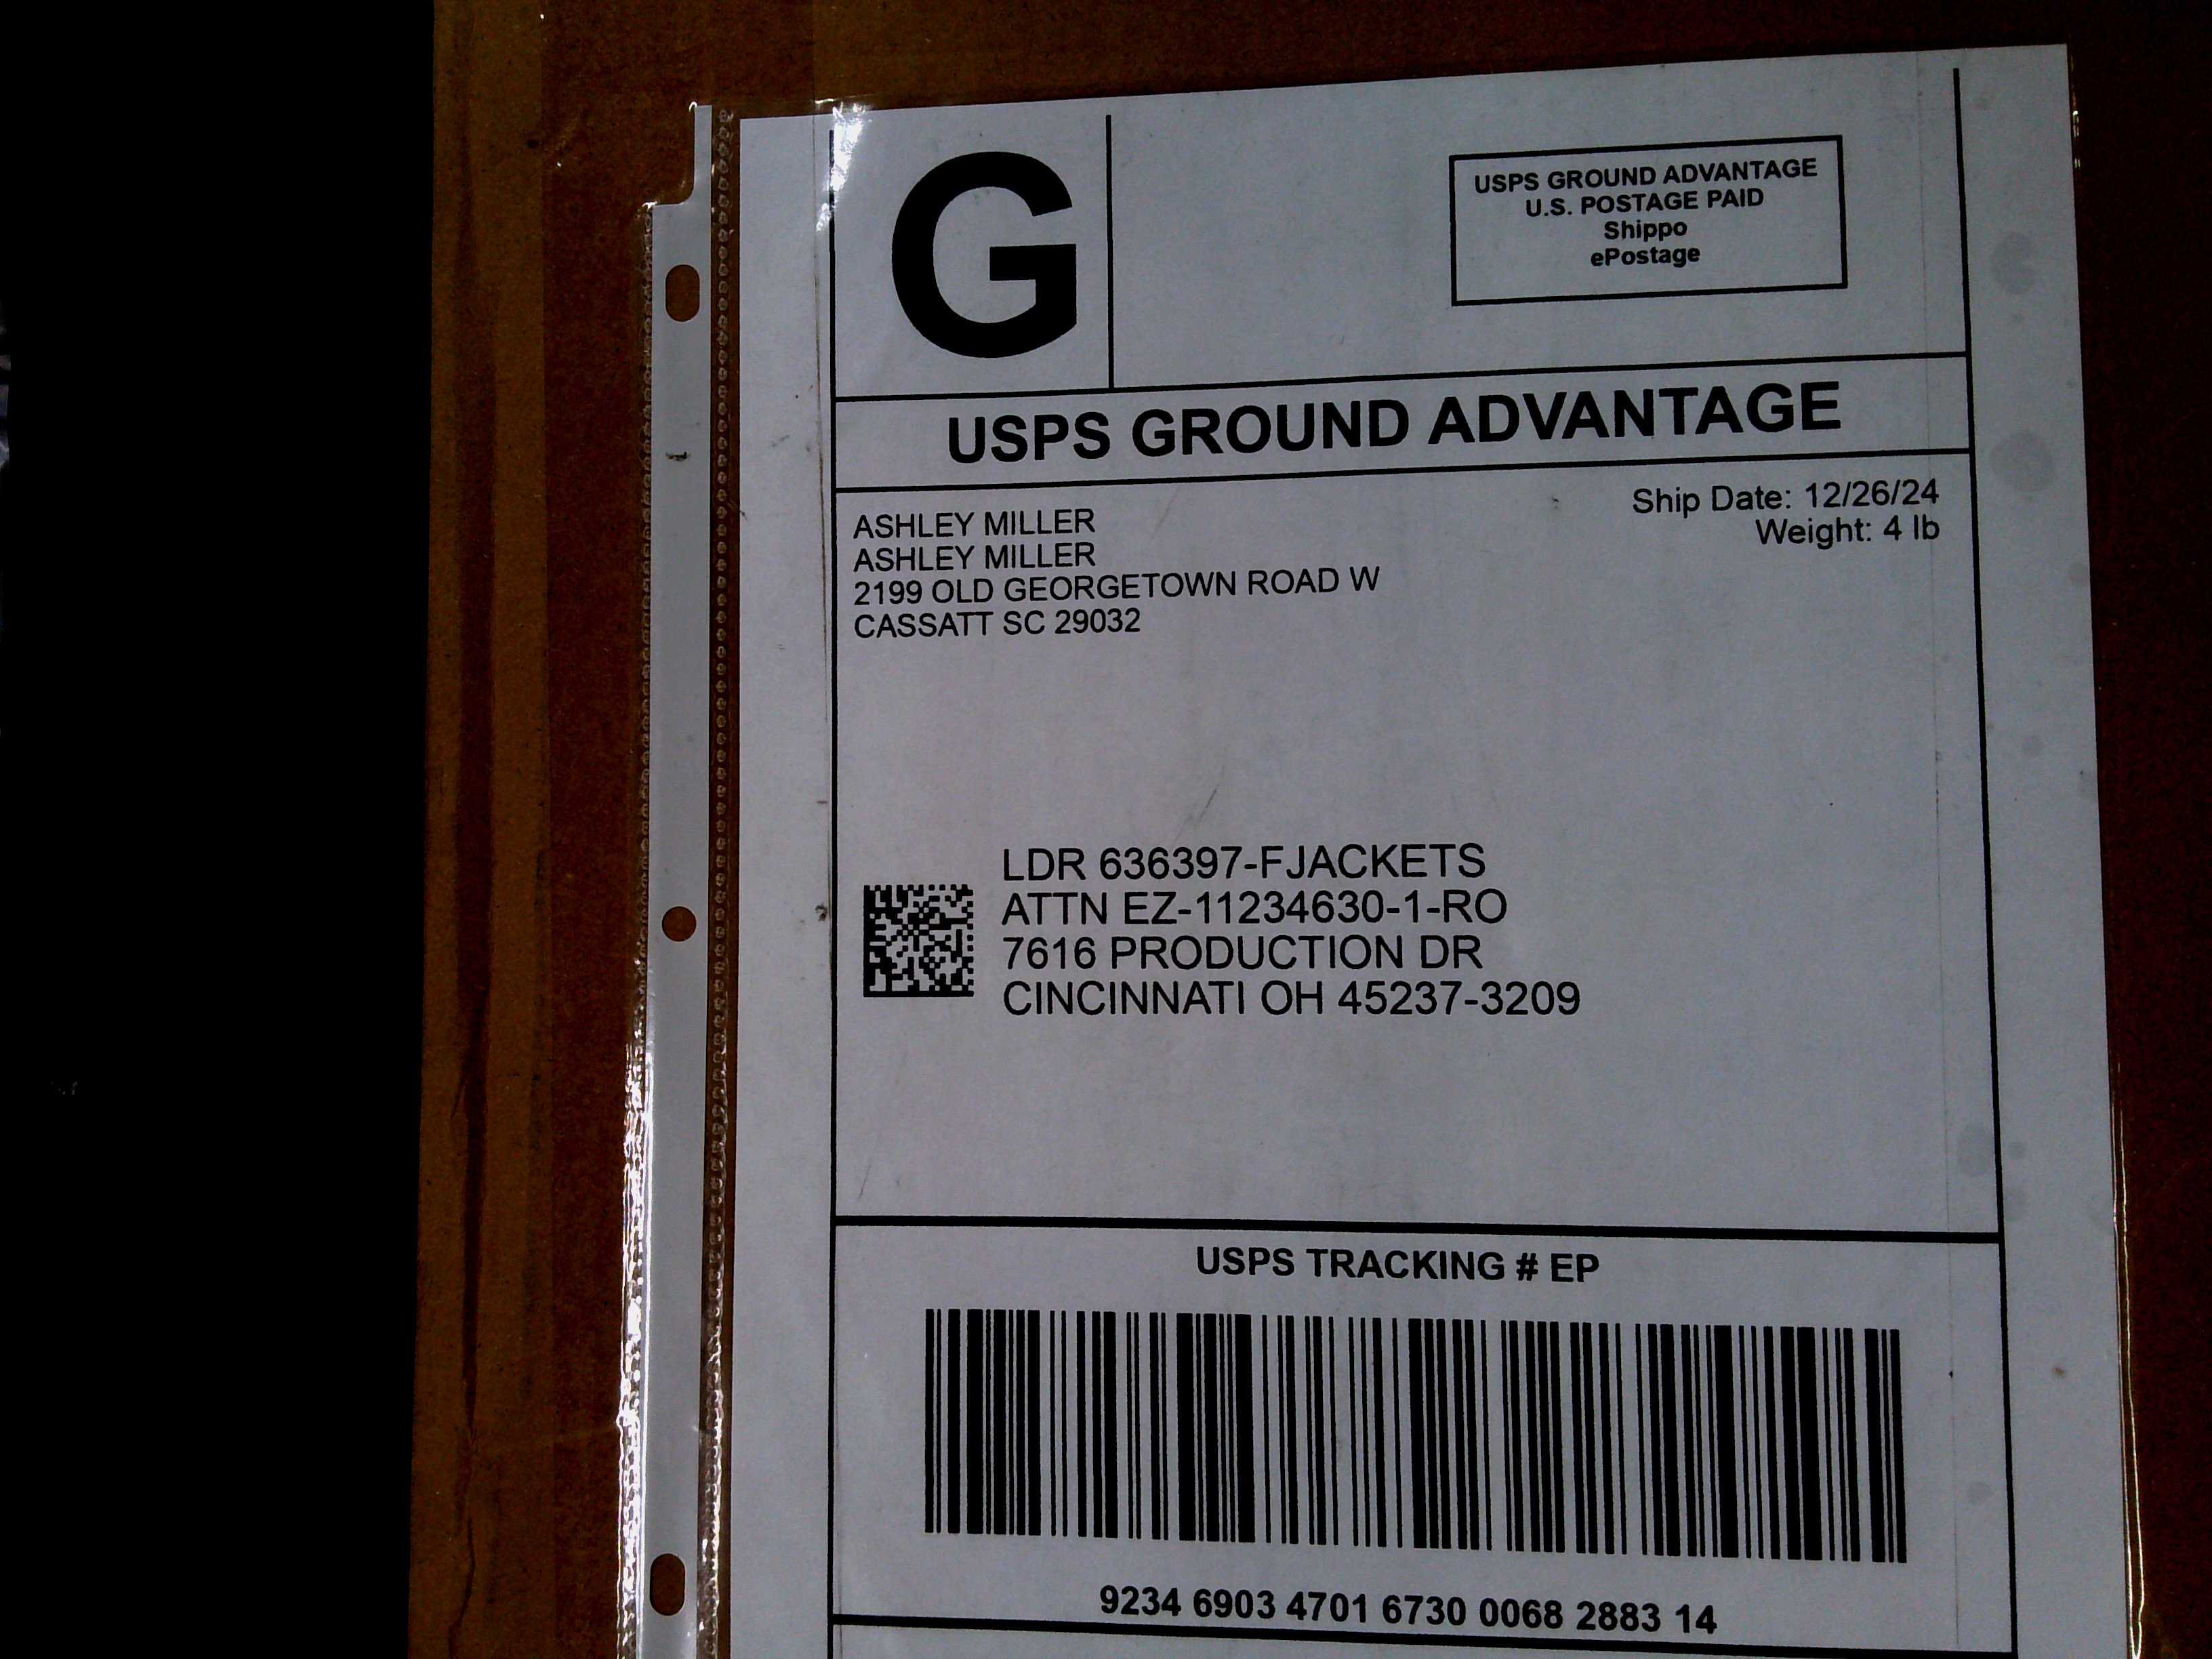 G
USPS GROUND ADVANTAGE
U.S. POSTAGE PAID
Shippo
ePostage
USPS GROUND ADVANTAGE
Ship Date: 12/26/24
Weight: 4 lb
ASHLEY MILLER
ASHLEY MILLER
2199 OLD GEORGETOWN ROAD W
CASSATT SC 29032
LDR 636397-FJACKETS
ATTN EZ-11234630-1-RO
7616 PRODUCTION DR
CINCINNATI OH 45237-3209
USPS TRACKING # EP
9234 6903 4701 6730 0068 2883 14